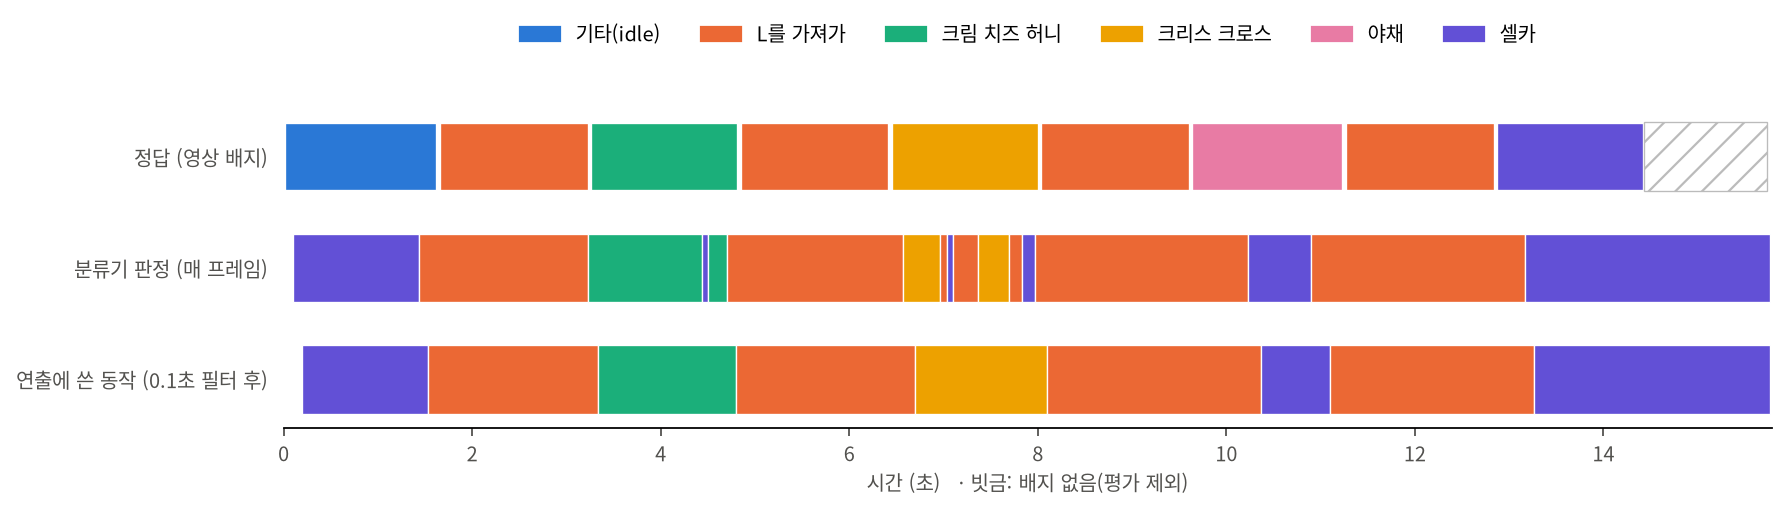 기타(idle) L를 가져가 크림 치즈 허니 크리스 크로스 야채 셀카
정답 (영상 배지)
분류기 판정 (매 프레임)
연출에 쓴 동작 (0.1초 필터 후)
0 2 4 6 8 10 12 14
시간 (초) · 빗금: 배지 없음(평가 제외)